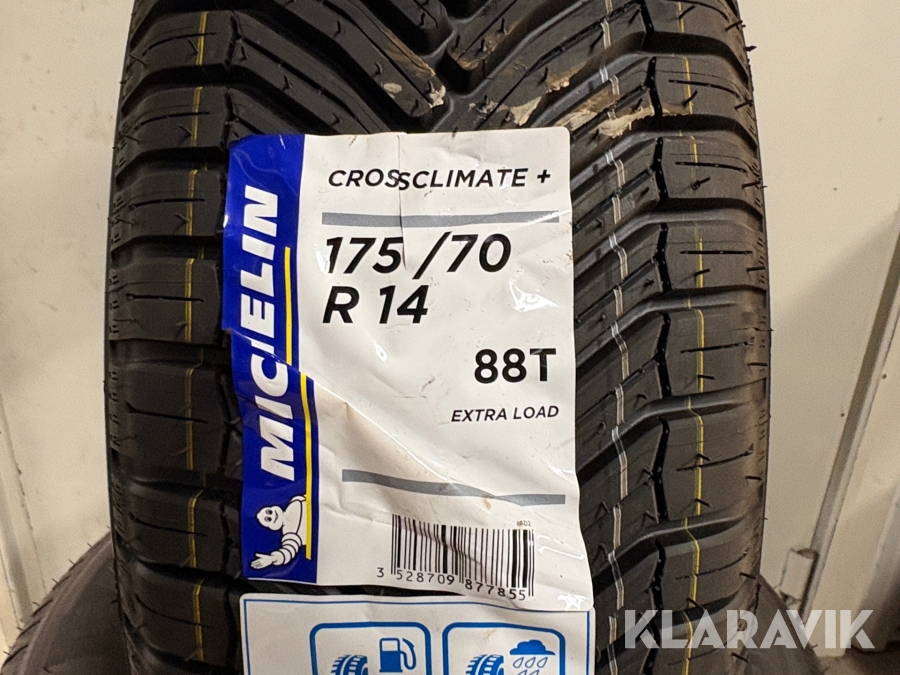 MICHELIN
CROSSCLIMATE +
175 /70
R 14
88T
EXTRA LOAD
3 528709 877855
KLARAVIK